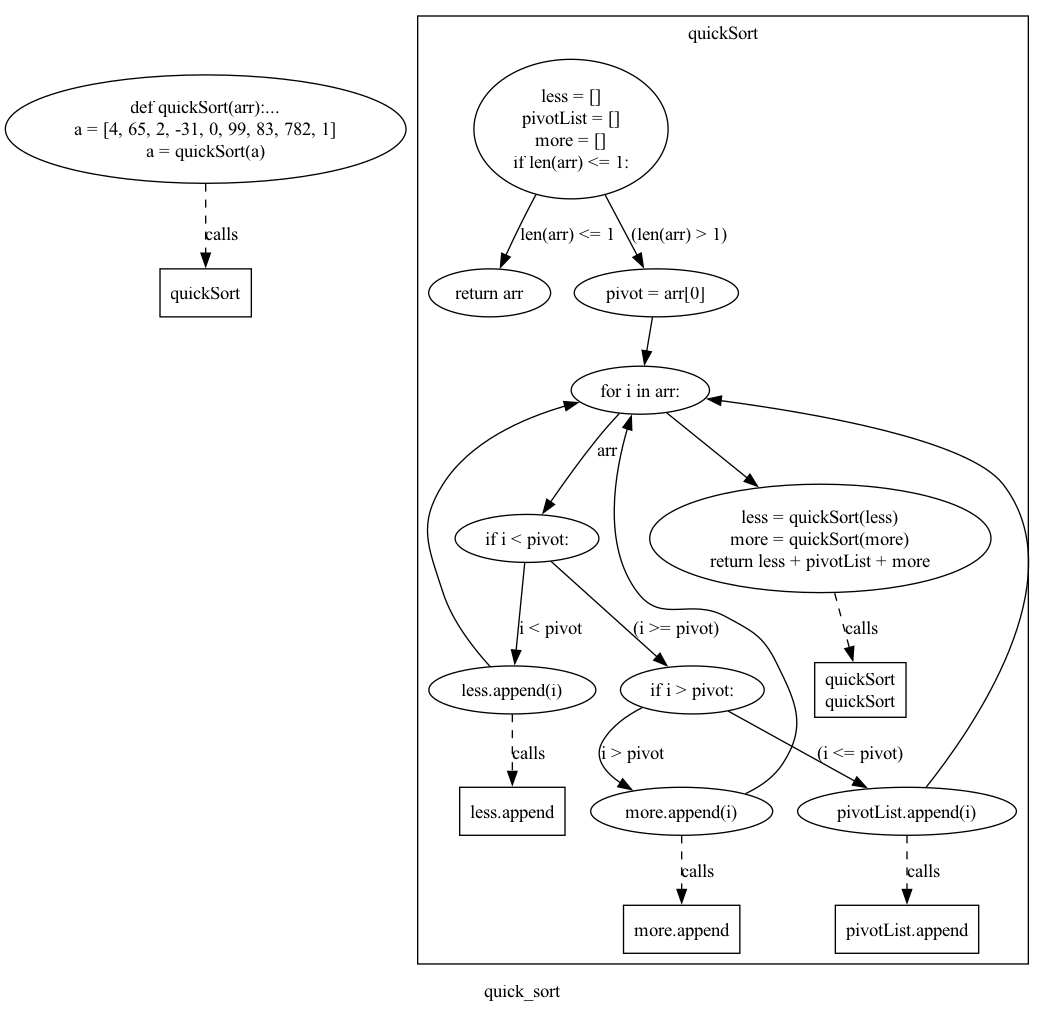 def quickSort(arr):...
a = [4, 65, 2, -31, 0, 99, 83, 782, 1]
a = quickSort(a)
calls
quickSort
quickSort
less = []
pivotList = []
more = []
if len(arr) <= 1:
len(arr) <= 1
(len(arr) > 1)
return arr
pivot = arr[0]
for i in arr:
arr
if i < pivot:
less = quickSort(less)
more = quickSort(more)
return less + pivotList + more
i < pivot
(i >= pivot)
calls
less.append(i)
if i > pivot:
quickSort
quickSort
calls
i > pivot
(i <= pivot)
less.append
more.append(i)
pivotList.append(i)
calls
calls
more.append
pivotList.append
quick_sort